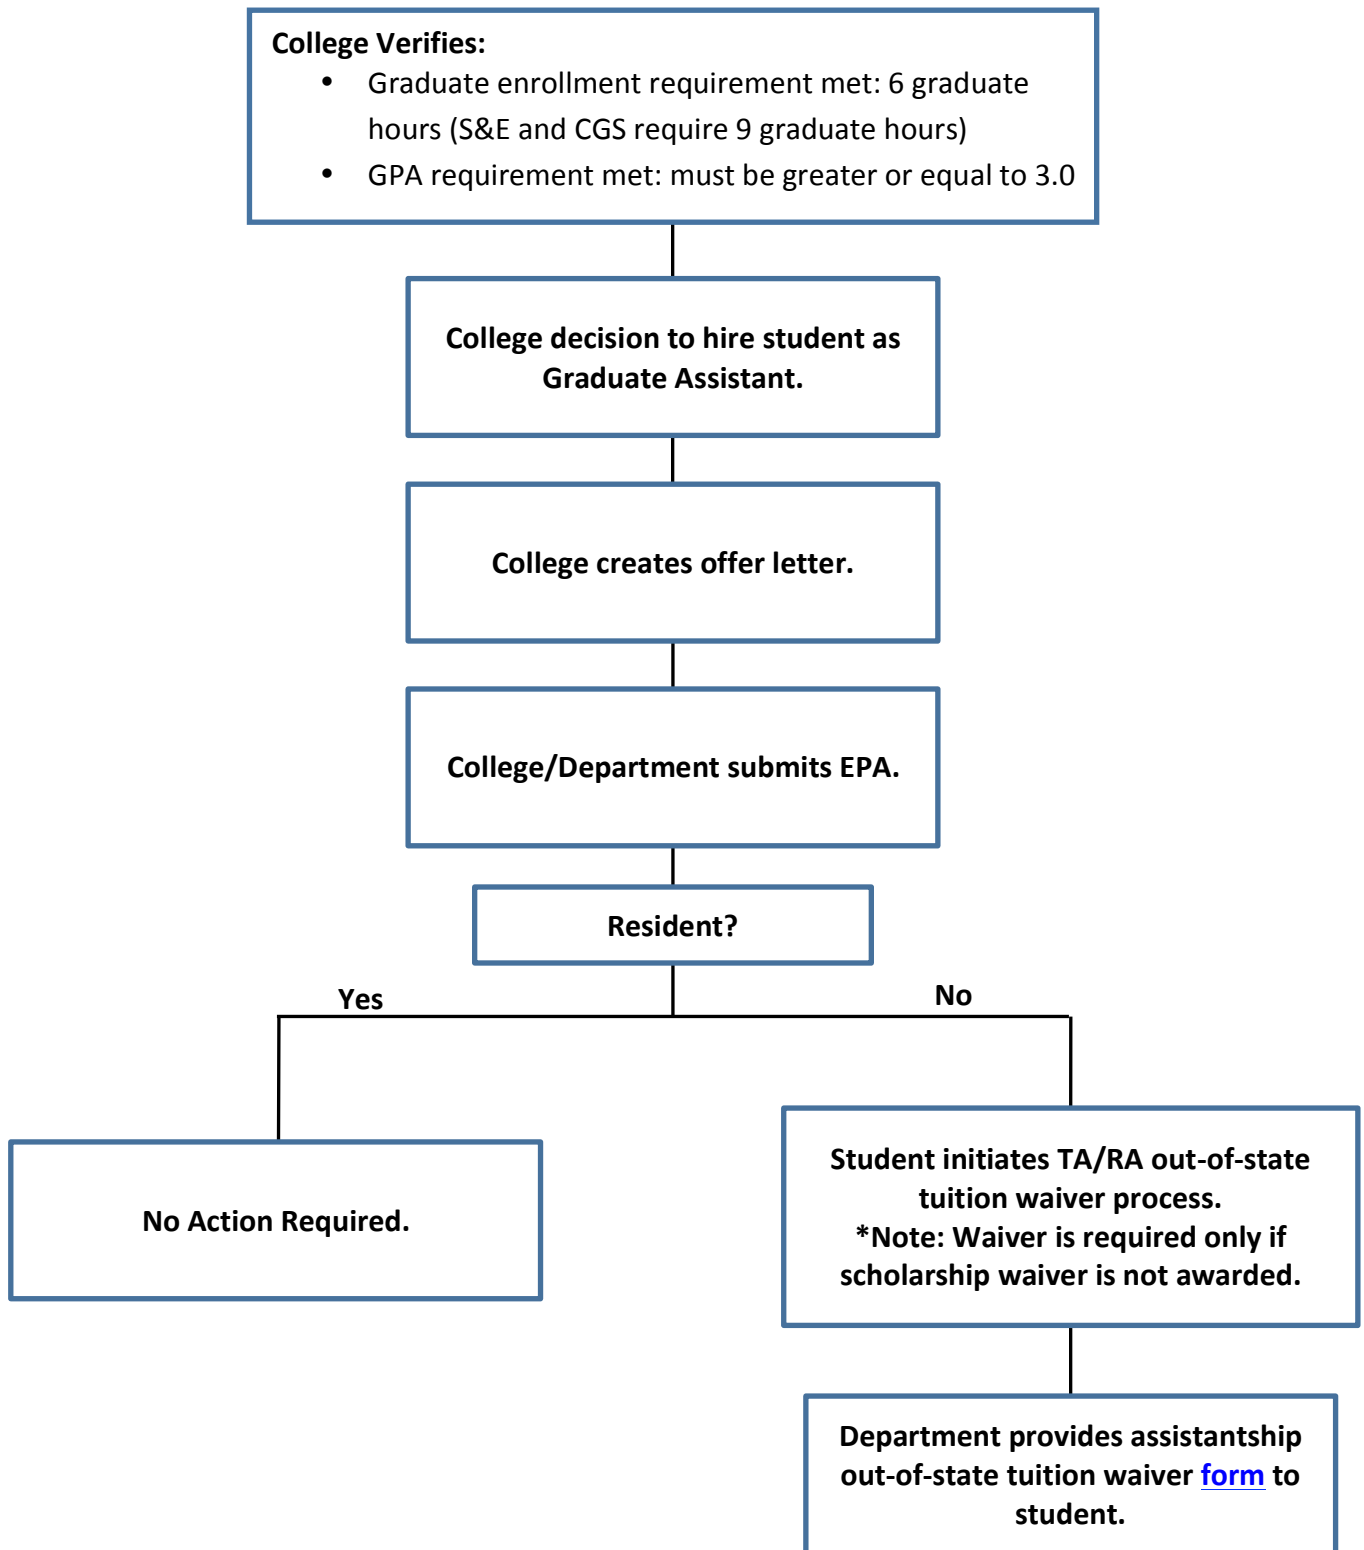 College Verifies:
• Graduate enrollment requirement met: 6 graduate
hours (S&E and CGS require 9 graduate hours)
• GPA requirement met: must be greater or equal to 3.0
College decision to hire student as
Graduate Assistant.
College creates offer letter.
College/Department submits EPA.
Resident?
Yes
No
No Action Required.
Student initiates TA/RA out-of-state
tuition waiver process.
*Note: Waiver is required only if
scholarship waiver is not awarded.
Department provides assistantship
out-of-state tuition waiver form to
student.